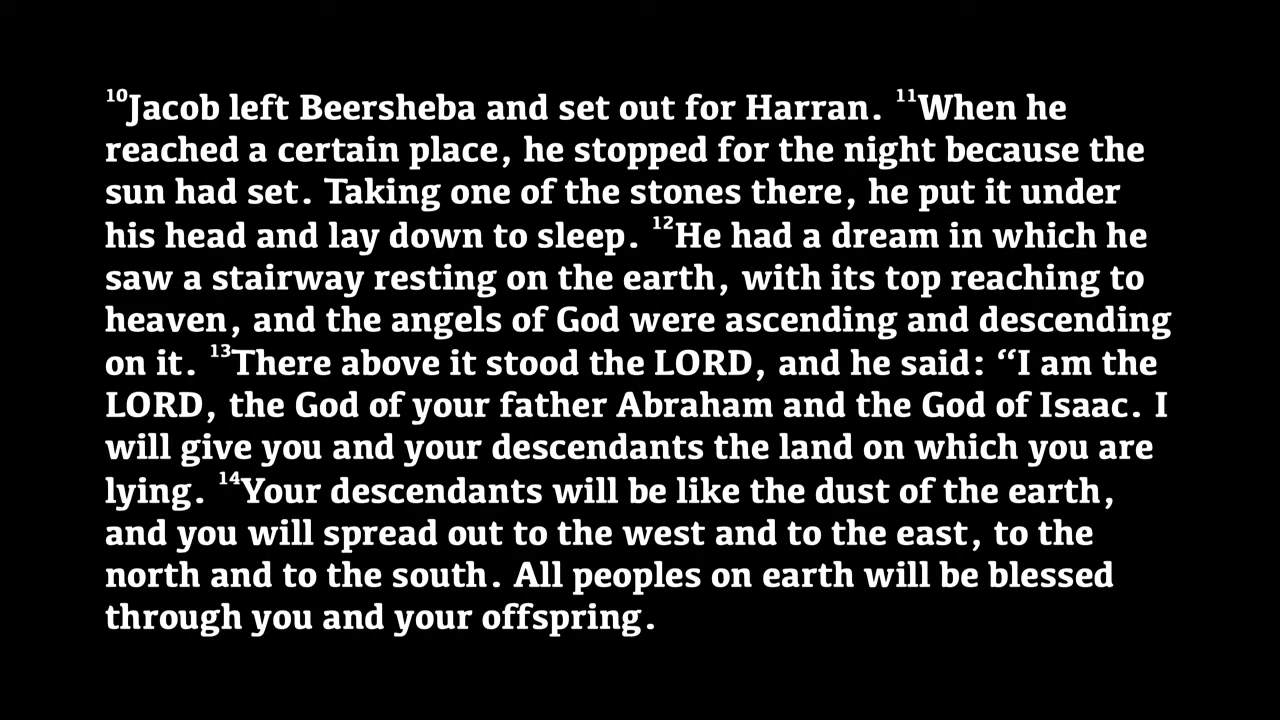 ¹⁰Jacob left Beersheba and set out for Harran. ¹¹When he
reached a certain place, he stopped for the night because the
sun had set. Taking one of the stones there, he put it under
his head and lay down to sleep. ¹²He had a dream in which he
saw a stairway resting on the earth, with its top reaching to
heaven, and the angels of God were ascending and descending
on it. ¹³There above it stood the LORD, and he said: “I am the
LORD, the God of your father Abraham and the God of Isaac. I
will give you and your descendants the land on which you are
lying. ¹⁴Your descendants will be like the dust of the earth,
and you will spread out to the west and to the east, to the
north and to the south. All peoples on earth will be blessed
through you and your offspring.